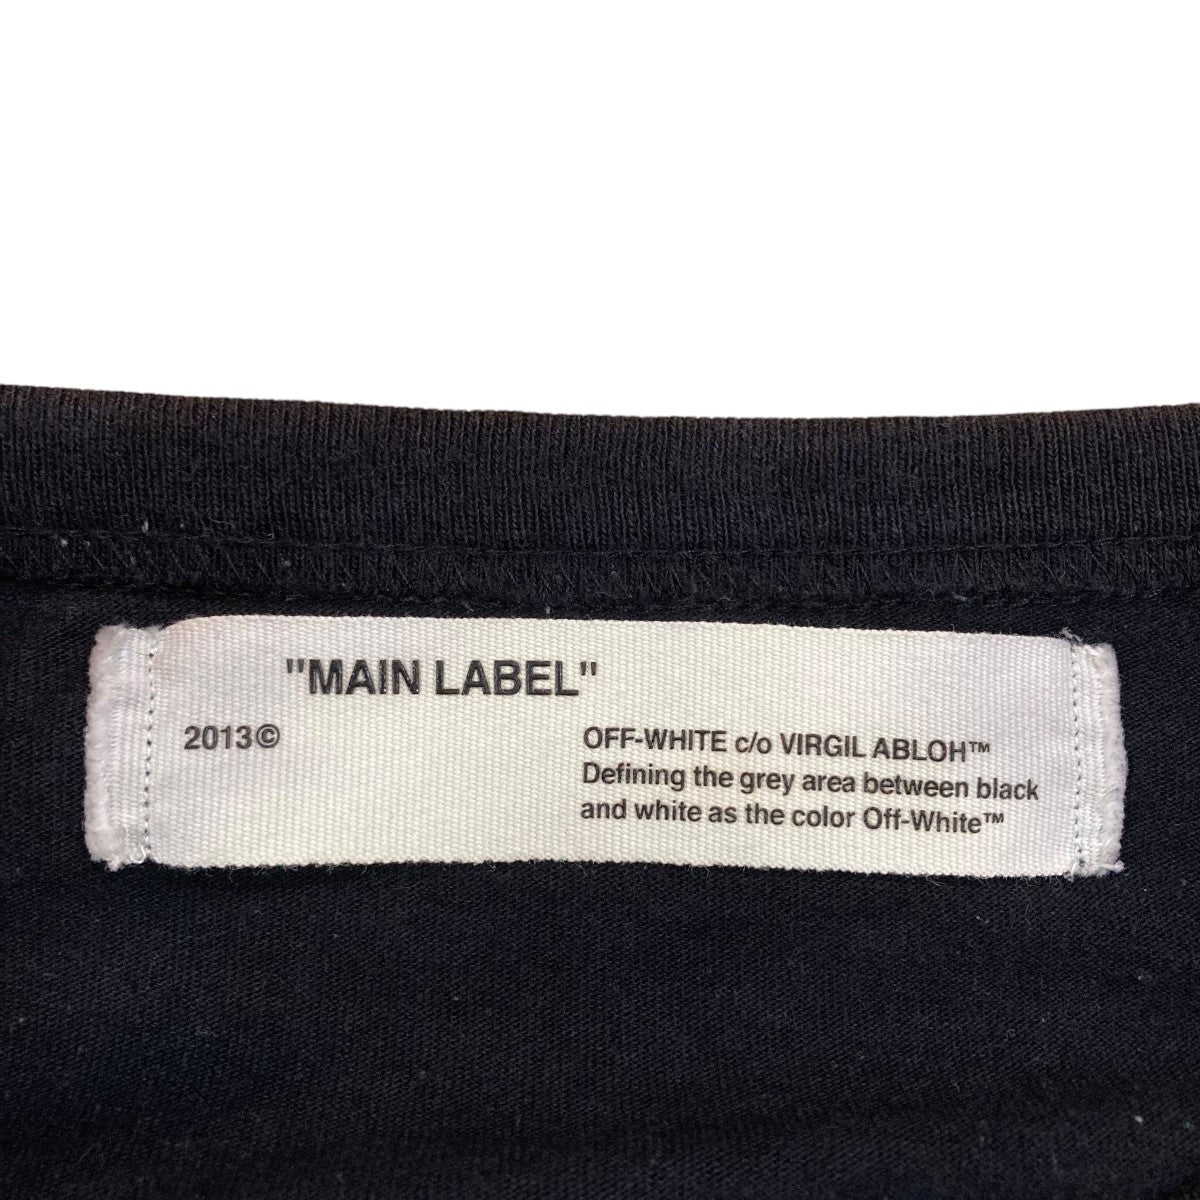 "MAIN LABEL"
2013©
OFF-WHITE c/o VIRGIL ABLOH™
Defining the grey area between black
and white as the color Off-White™